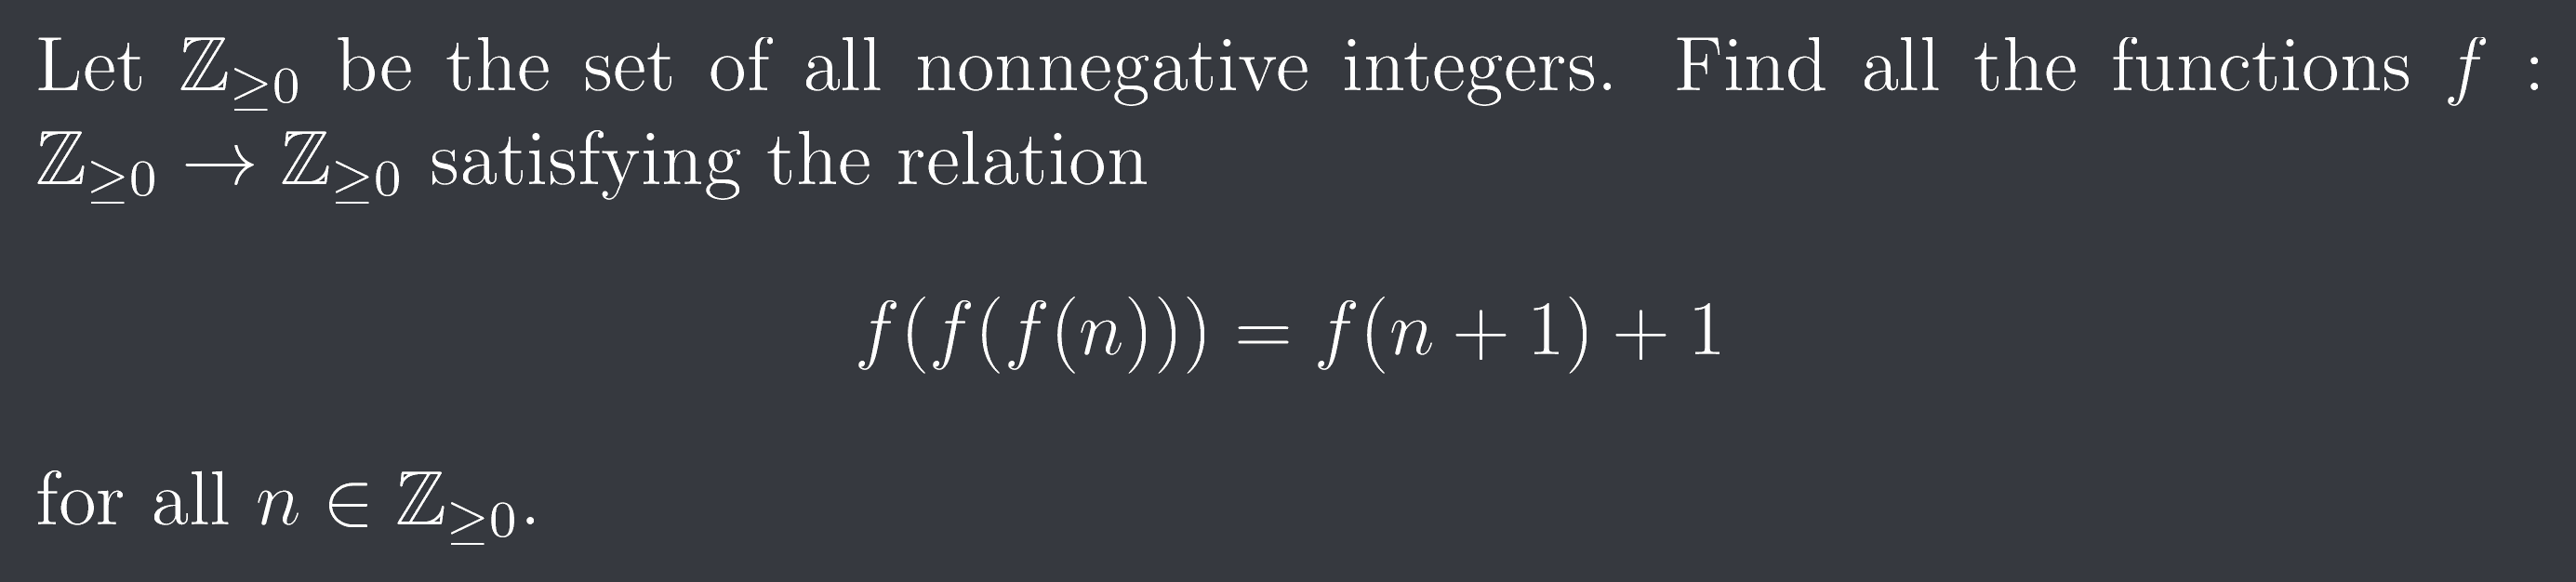 Let ℤ≥0 be the set of all nonnegative integers. Find all the functions f :
ℤ≥0 → ℤ≥0 satisfying the relation
f(f(f(n))) = f(n + 1) + 1
for all n ∈ ℤ≥0.